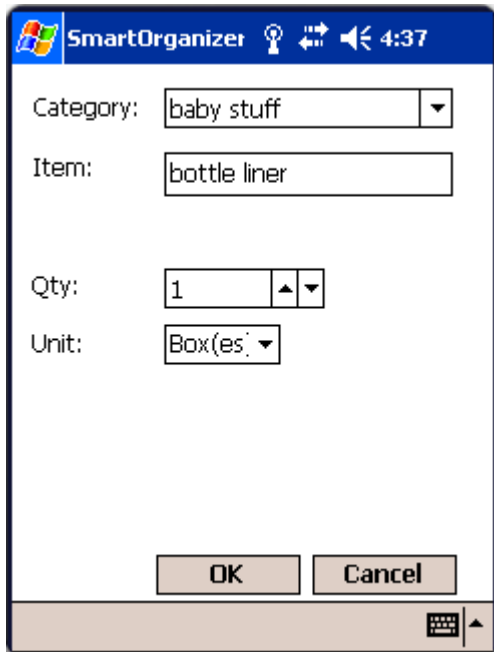 SmartOrganizer 4:37
Category: baby stuff
Item: bottle liner
Qty: 1
Unit: Box(es)
OK Cancel